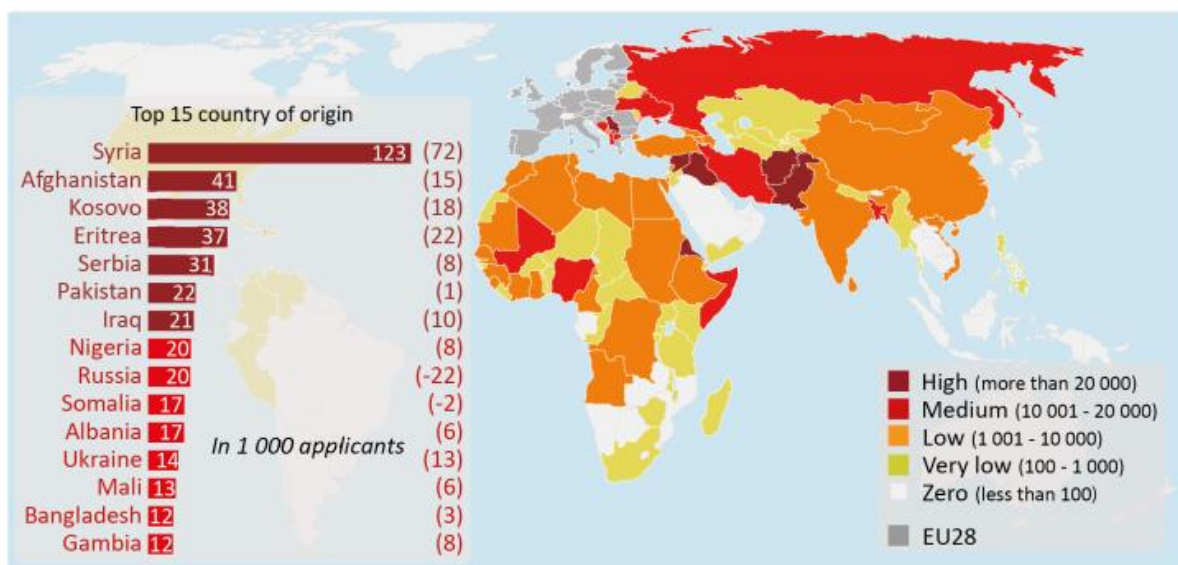 Top 15 country of origin
Syria 123 (72)
Afghanistan 41 (15)
Kosovo 38 (18)
Eritrea 37 (22)
Serbia 31 (8)
Pakistan 22 (1)
Iraq 21 (10)
Nigeria 20 (8)
Russia 20 (-22)
Somalia 17 (-2)
Albania 17 (6)
Ukraine 14 (13)
Mali 13 (6)
Bangladesh 12 (3)
Gambia 12 (8)
In 1 000 applicants
High (more than 20 000)
Medium (10 001 - 20 000)
Low (1 001 - 10 000)
Very low (100 - 1 000)
Zero (less than 100)
EU28